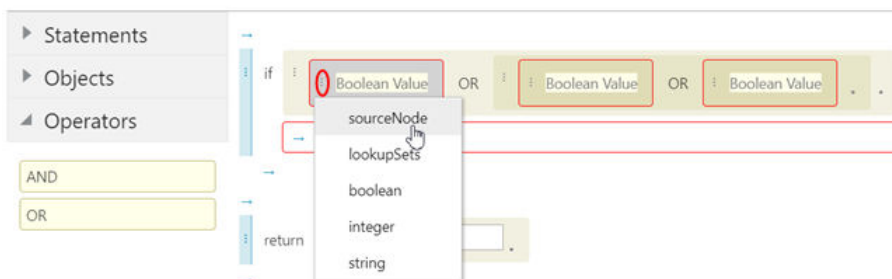 Statements
Objects
Operators
AND
OR
if Boolean Value OR Boolean Value OR Boolean Value . .
sourceNode
lookupSets
boolean
integer
string
return .